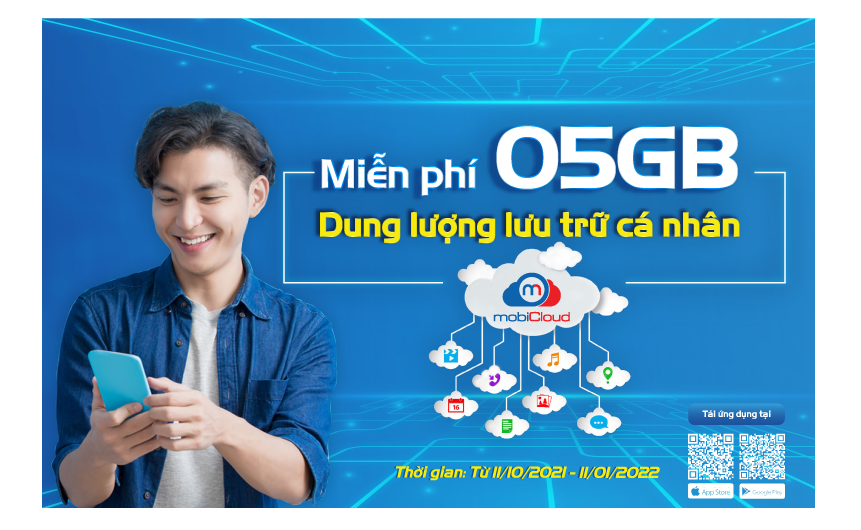 Miễn phí 05GB
Dung lượng lưu trữ cá nhân
m
mobiCloud
16
Tải ứng dụng tại
Thời gian: Từ 11/10/2021 - 11/01/2022
App Store
Google Play